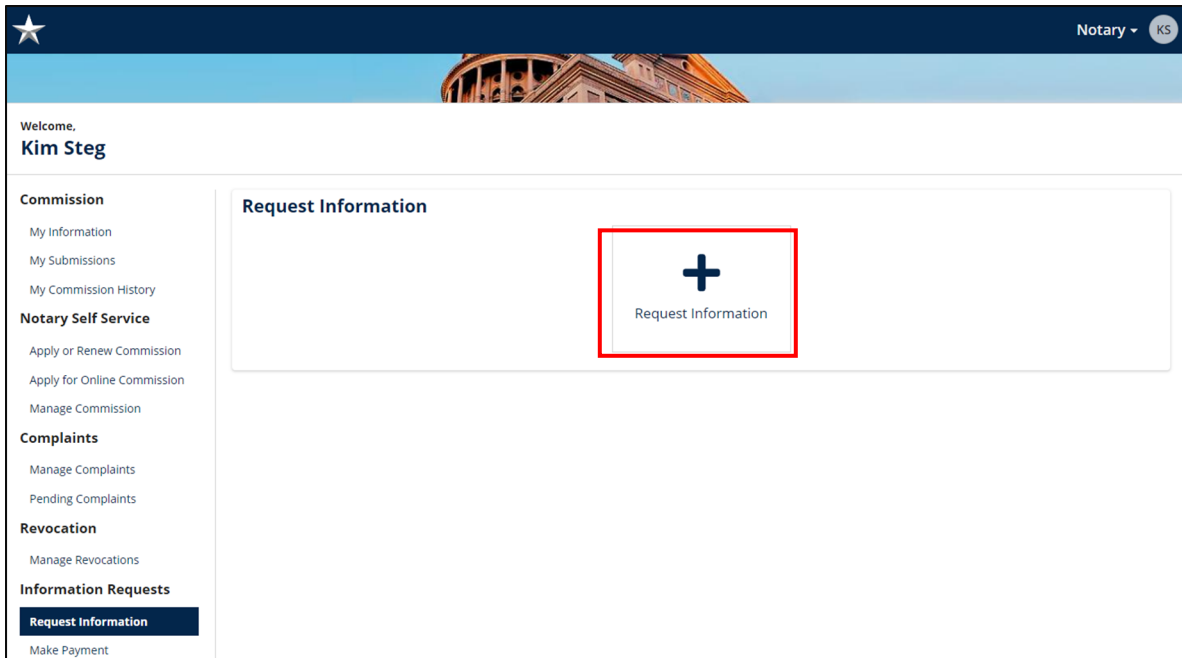 Notary
KS
Welcome,
Kim Steg
Commission
My Information
My Submissions
My Commission History
Notary Self Service
Apply or Renew Commission
Apply for Online Commission
Manage Commission
Complaints
Manage Complaints
Pending Complaints
Revocation
Manage Revocations
Information Requests
Request Information
Make Payment
Request Information
Request Information